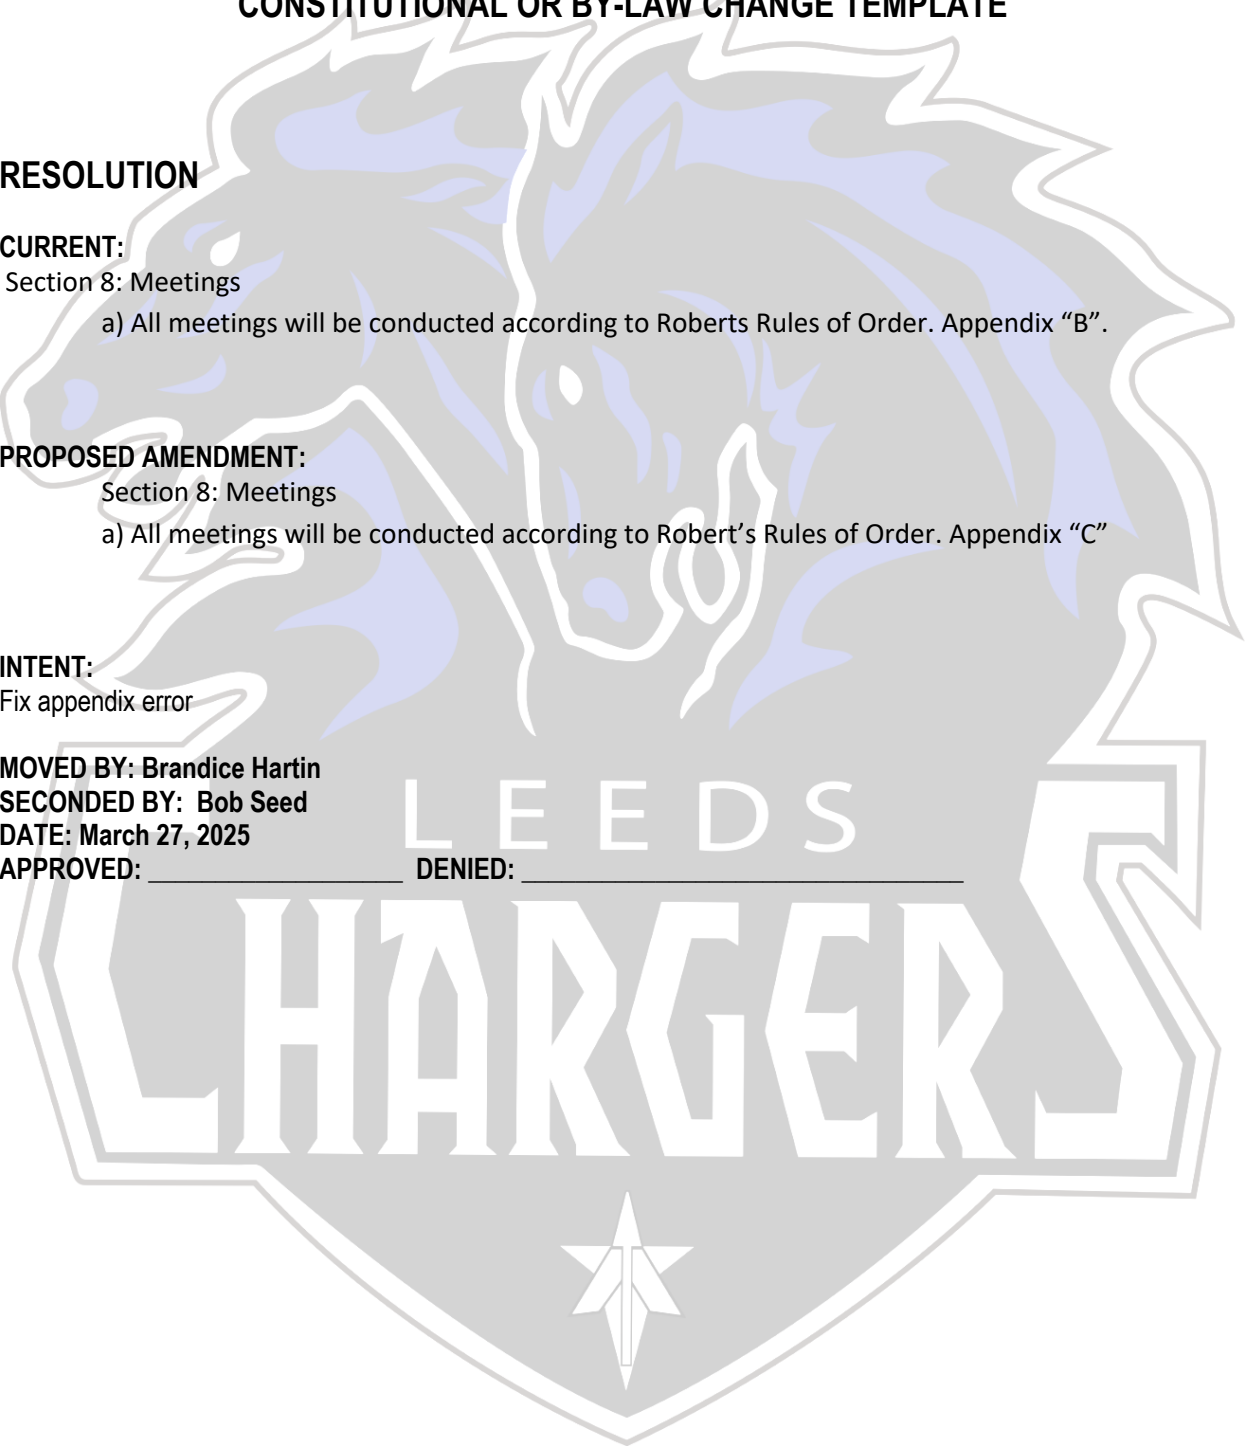 CONSTITUTIONAL OR BY-LAW CHANGE TEMPLATE
RESOLUTION
CURRENT:
Section 8: Meetings
a) All meetings will be conducted according to Roberts Rules of Order. Appendix “B”.
PROPOSED AMENDMENT:
Section 8: Meetings
a) All meetings will be conducted according to Robert’s Rules of Order. Appendix “C”
INTENT:
Fix appendix error
MOVED BY: Brandice Hartin
SECONDED BY:  Bob Seed
DATE: March 27, 2025
APPROVED: __________________ DENIED: _______________________________
LEEDS
CHARGERS